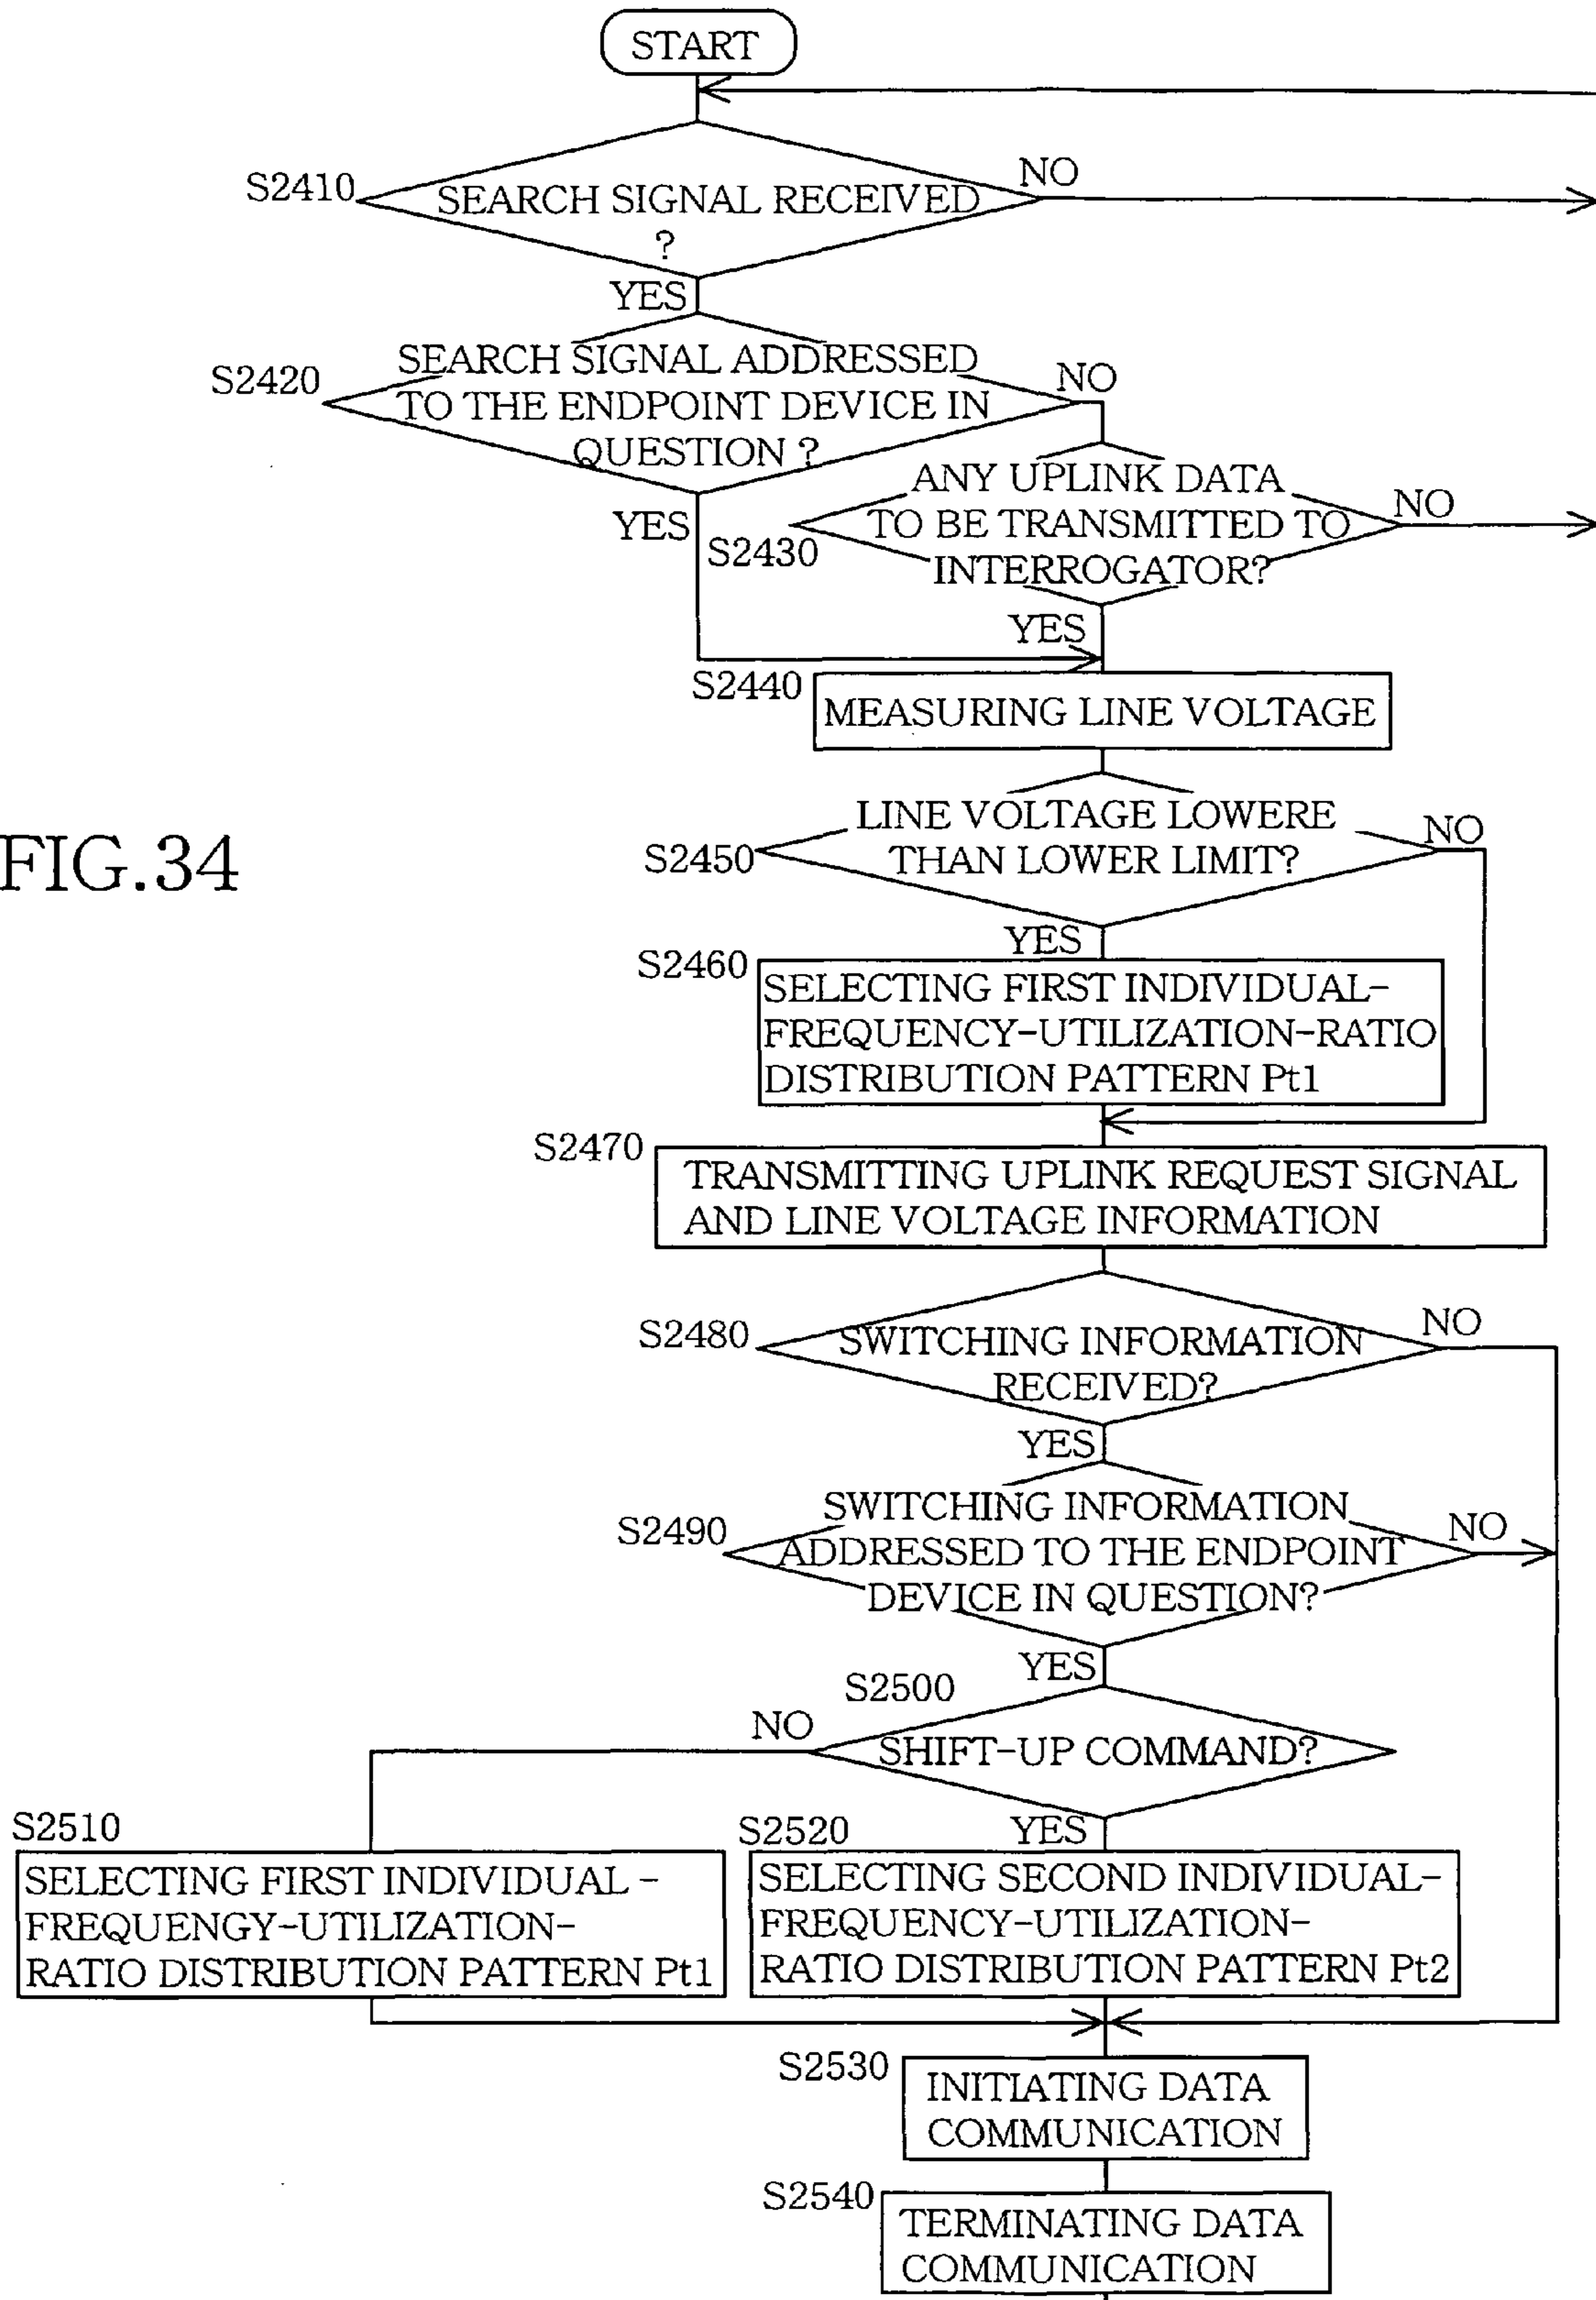 START
S2410
SEARCH SIGNAL RECEIVED
?
NO
YES
S2420
SEARCH SIGNAL ADDRESSED
TO THE ENDPOINT DEVICE IN
QUESTION ?
NO
YES
S2430
ANY UPLINK DATA
TO BE TRANSMITTED TO
INTERROGATOR?
NO
YES
S2440
MEASURING LINE VOLTAGE
FIG.34
S2450
LINE VOLTAGE LOWERE
THAN LOWER LIMIT?
NO
YES
S2460
SELECTING FIRST INDIVIDUAL-
FREQUENCY-UTILIZATION-RATIO
DISTRIBUTION PATTERN Pt1
S2470
TRANSMITTING UPLINK REQUEST SIGNAL
AND LINE VOLTAGE INFORMATION
S2480
SWITCHING INFORMATION
RECEIVED?
NO
YES
S2490
SWITCHING INFORMATION
ADDRESSED TO THE ENDPOINT
DEVICE IN QUESTION?
NO
YES
S2500
SHIFT-UP COMMAND?
NO
YES
S2510
SELECTING FIRST INDIVIDUAL-
FREQUENGY-UTILIZATION-
RATIO DISTRIBUTION PATTERN Pt1
S2520
SELECTING SECOND INDIVIDUAL-
FREQUENCY-UTILIZATION-
RATIO DISTRIBUTION PATTERN Pt2
S2530
INITIATING DATA
COMMUNICATION
S2540
TERMINATING DATA
COMMUNICATION